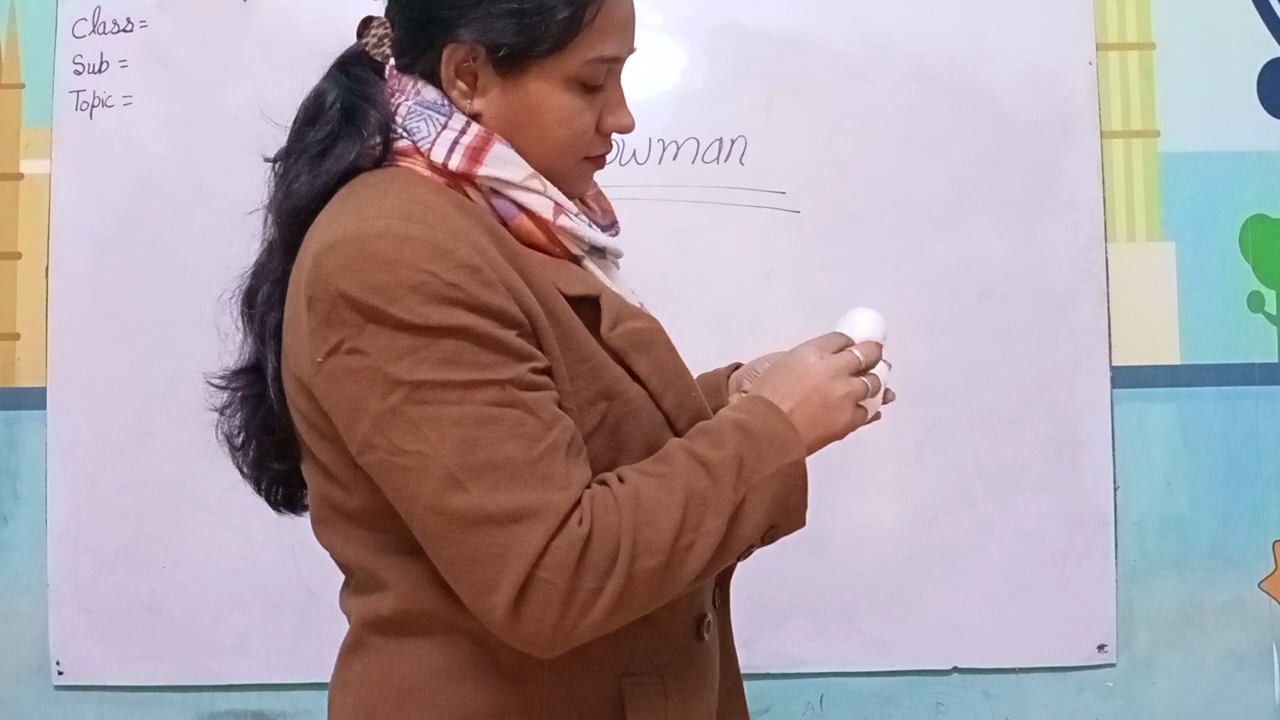 Class=
Sub =
Topic =
owman